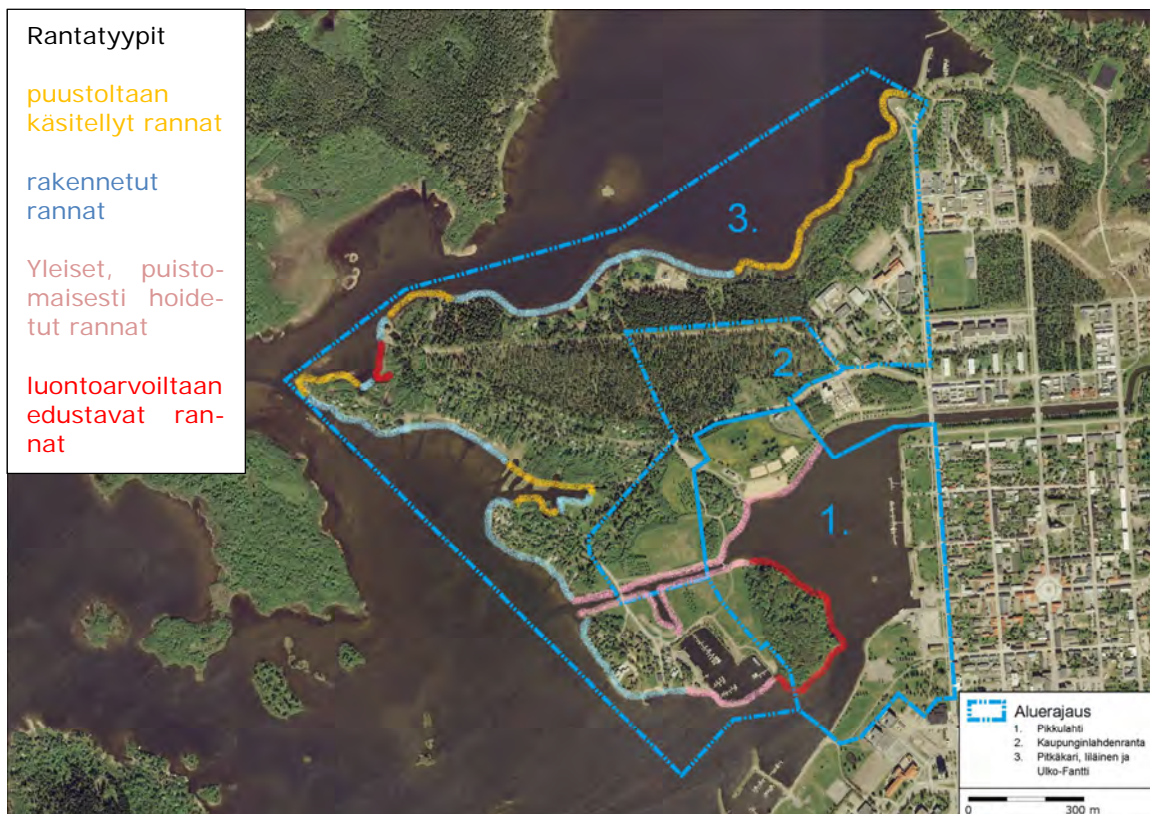 Rantatyypit
puustoltaan
käsitellyt rannat
rakennetut
rannat
Yleiset, puisto-
maisesti hoide-
tut rannat
luontoarvoiltaan
edustavat ran-
nat
3.
2.
1.
Aluerajaus
1. Pikkulahti
2. Kaupunginlahdenranta
3. Pitkäkari, Iiläinen ja
Ulko-Fantti
0 300 m